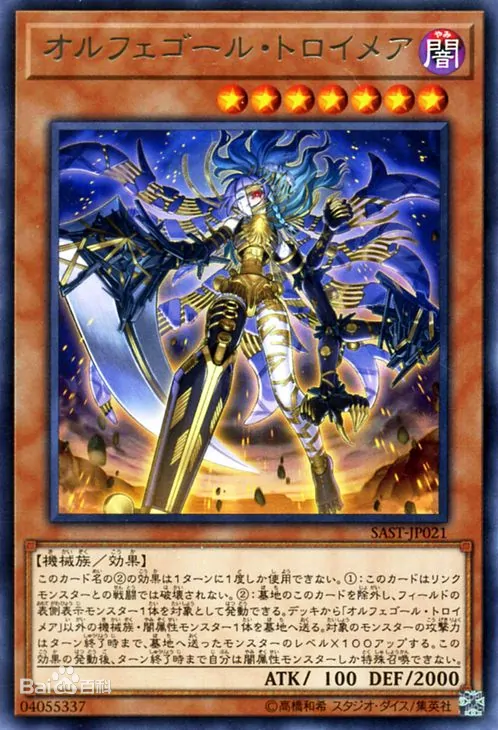 オルフェゴール・トロイメア
闇
SAST-JP021
【機械族／効果】
このカード名の②の効果は1ターンに1度しか使用できない。①：このカードはリンク
モンスターとの戦闘では破壊されない。②：墓地のこのカードを除外し、フィールドの
表側表示モンスター1体を対象として発動できる。デッキから「オルフェゴール・トロイ
メア」以外の機械族・闇属性モンスター1体を墓地へ送る。対象のモンスターの攻撃力
はターン終了時まで、墓地へ送ったモンスターのレベル×100アップする。この
効果の発動後、ターン終了時まで自分は闇属性モンスターしか特殊召喚できない。
ATK/ 100 DEF/2000
Bai百科
04055337
©高橋和希 スタジオ・ダイス/集英社